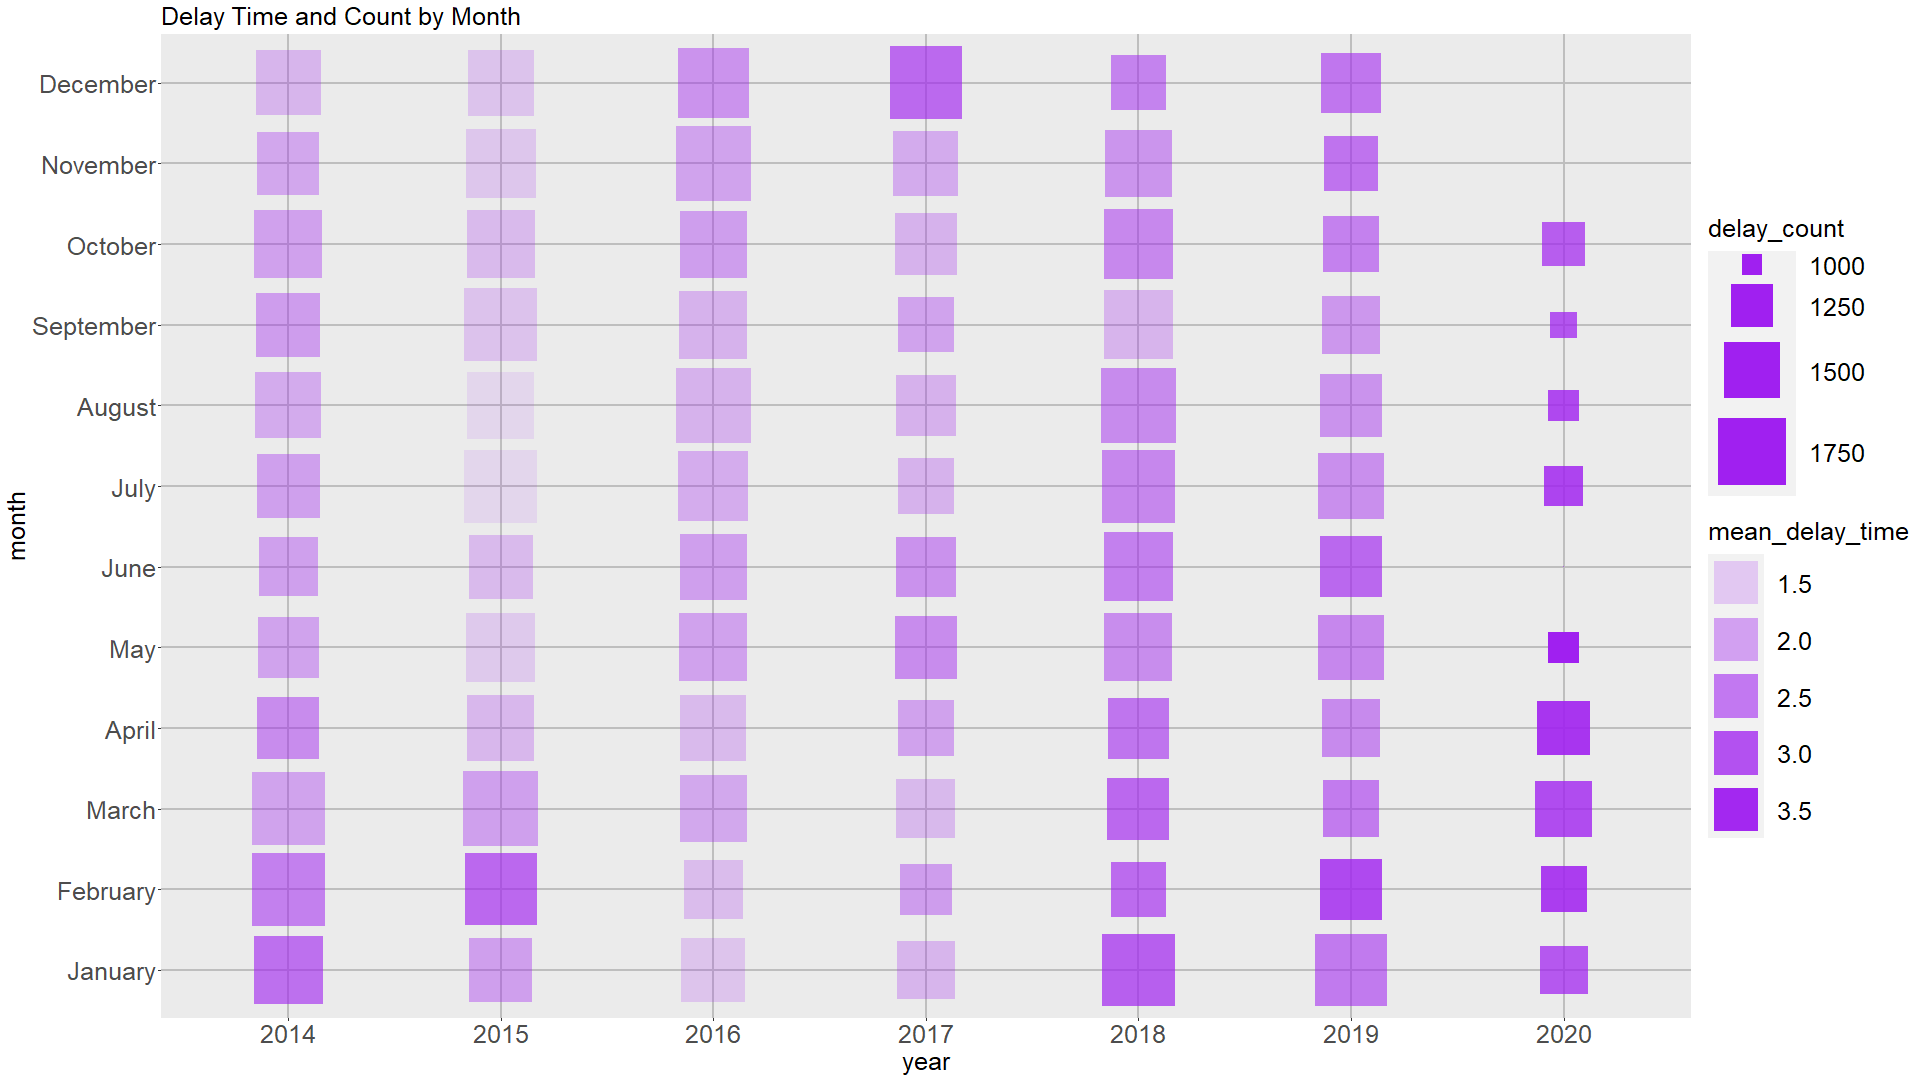 Delay Time and Count by Month
December
November
October
September
August
July
June
May
April
March
February
January
month
2014 2015 2016 2017 2018 2019 2020
year
delay_count
1000
1250
1500
1750
mean_delay_time
1.5
2.0
2.5
3.0
3.5